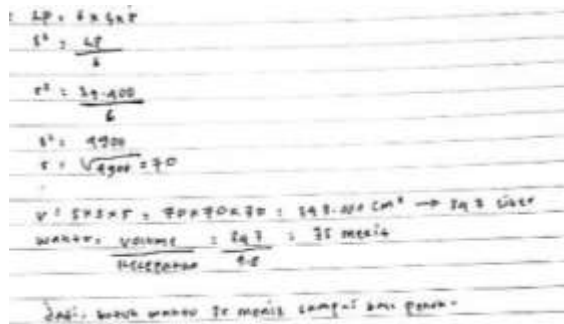 LP = 6 x s x s
s² = LP / 6
s² = 29.400 / 6
s² = 4900
s = √4900 = 70
v = s x s x s = 70 x 70 x 70 = 343.000 cm³ → 343 liter
waktu = volume / kecepatan = 343 / 9.8 = 35 menit
Jadi, butuh waktu 35 menit sampai penuh.